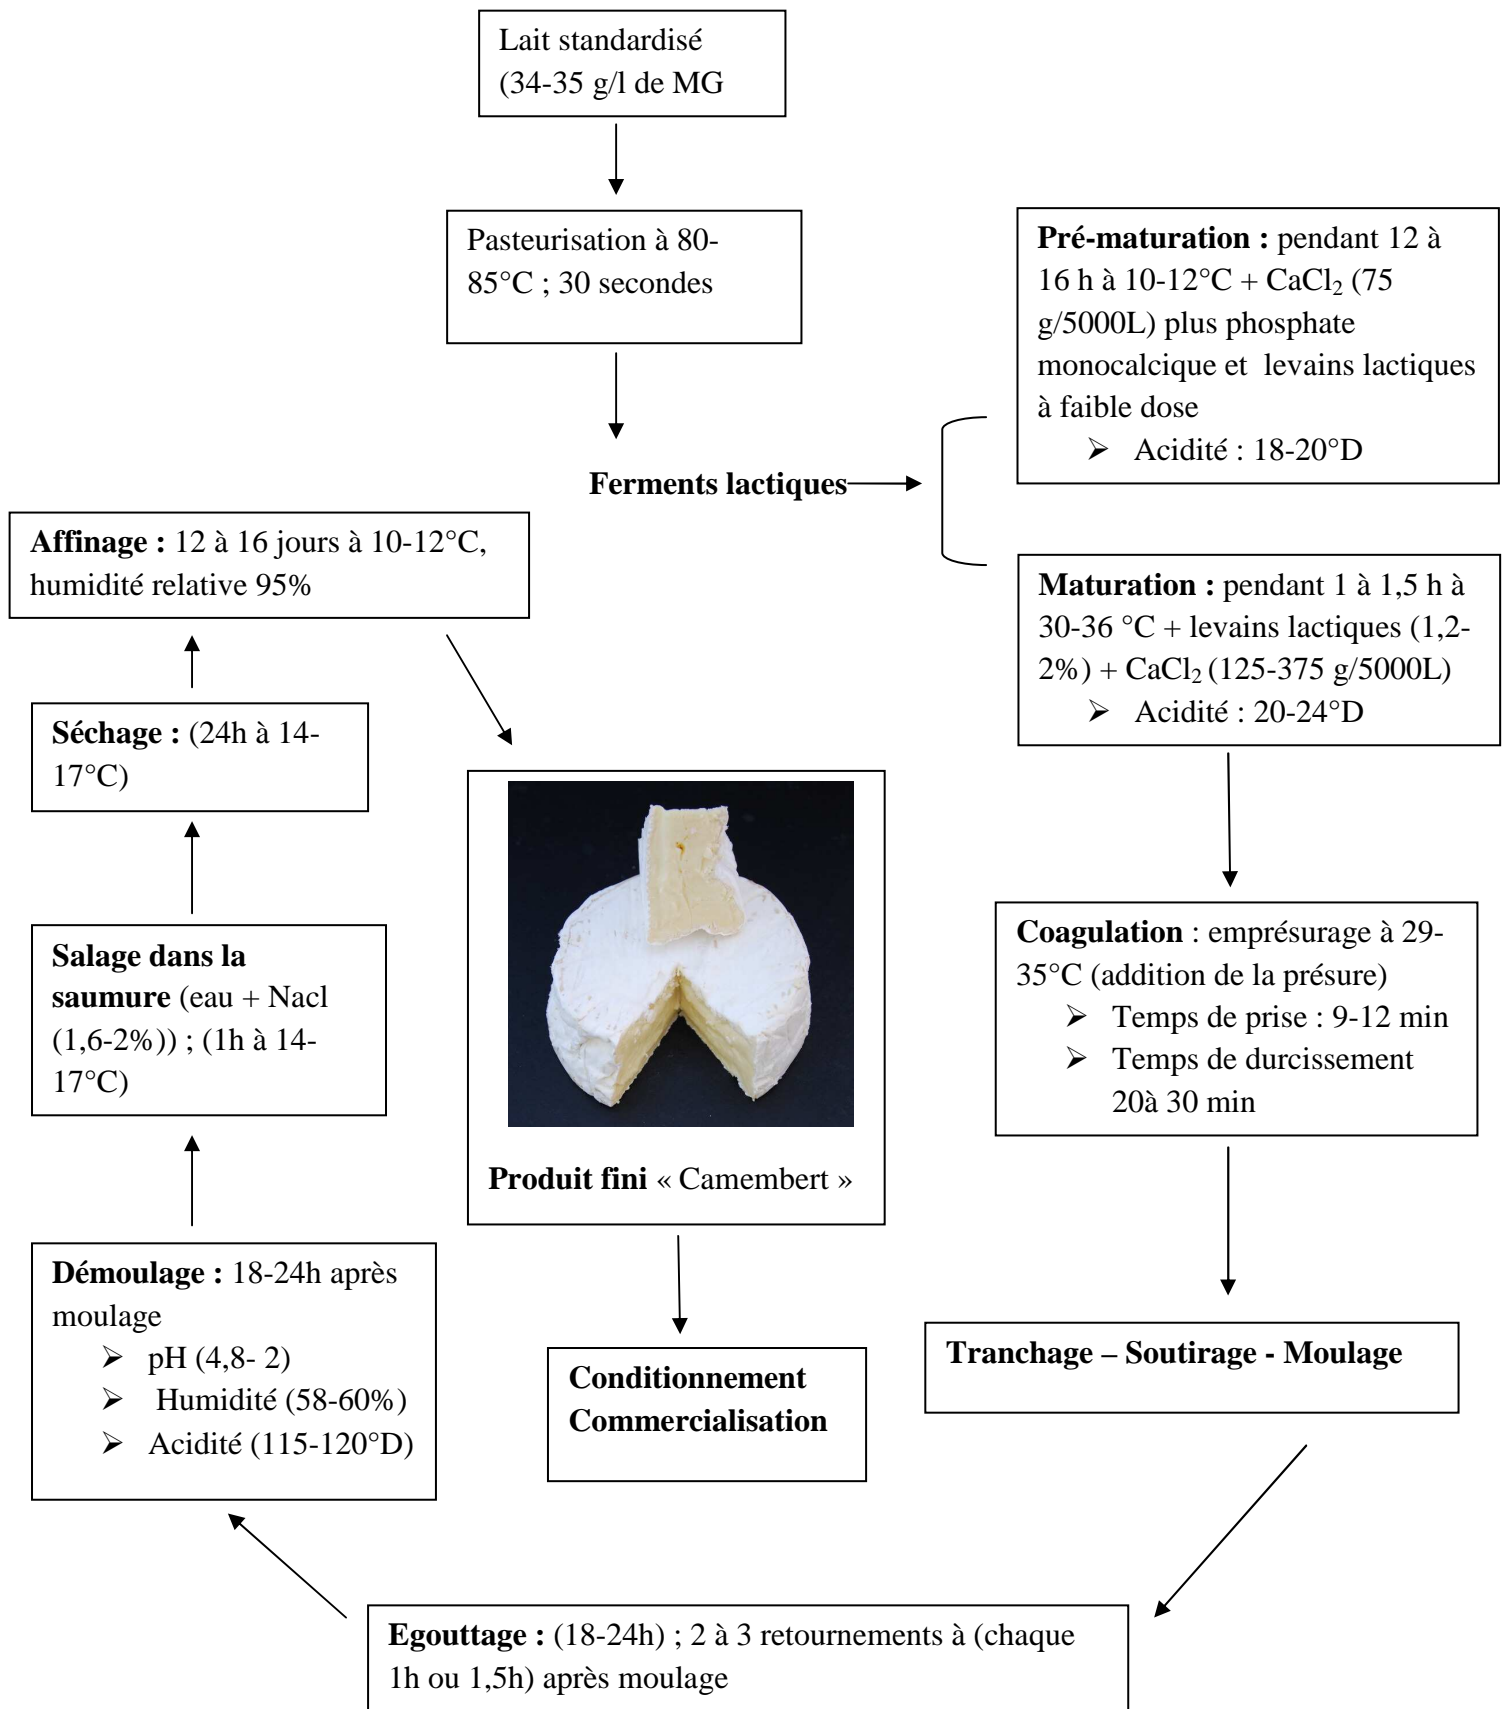 Lait standardisé
(34-35 g/l de MG
Pasteurisation à 80-
85°C ; 30 secondes
Ferments lactiques
Pré-maturation : pendant 12 à
16 h à 10-12°C + CaCl₂ (75
g/5000L) plus phosphate
monocalcique et levains lactiques
à faible dose
➢ Acidité : 18-20°D
Maturation : pendant 1 à 1,5 h à
30-36 °C + levains lactiques (1,2-
2%) + CaCl₂ (125-375 g/5000L)
➢ Acidité : 20-24°D
Coagulation : emprésurage à 29-
35°C (addition de la présure)
➢ Temps de prise : 9-12 min
➢ Temps de durcissement
20à 30 min
Tranchage – Soutirage - Moulage
Egouttage : (18-24h) ; 2 à 3 retournements à (chaque
1h ou 1,5h) après moulage
Démoulage : 18-24h après
moulage
➢ pH (4,8- 2)
➢ Humidité (58-60%)
➢ Acidité (115-120°D)
Salage dans la
saumure (eau + Nacl
(1,6-2%)) ; (1h à 14-
17°C)
Séchage : (24h à 14-
17°C)
Affinage : 12 à 16 jours à 10-12°C,
humidité relative 95%
Produit fini « Camembert »
Conditionnement
Commercialisation